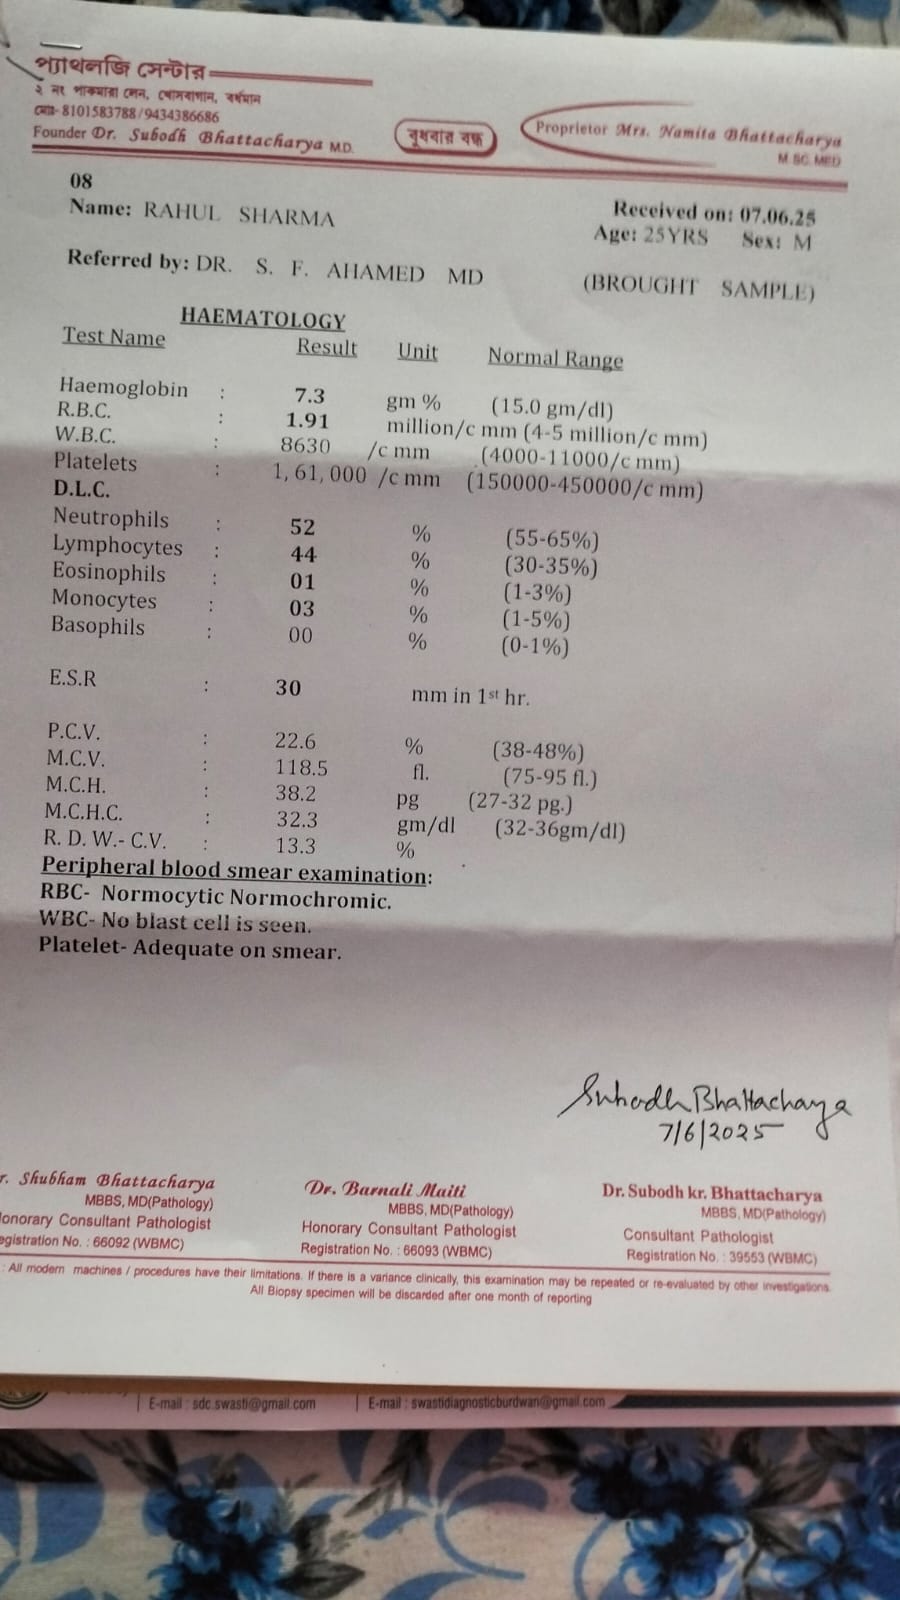 প্যাথলজি সেন্টার
২ নং পাকমারা লেন, খোসবাগান, বর্ধমান
মোঃ- 8101583788/9434386686
Founder Dr. Subodh Bhattacharya M.D.
বুধবার বন্ধ
Proprietor Mrs. Namita Bhattacharya
M.SC. MED
08
Name: RAHUL SHARMA
Received on: 07.06.25
Age: 25YRS Sex: M
Referred by: DR. S. F. AHAMED MD
(BROUGHT SAMPLE)
HAEMATOLOGY
Test Name Result Unit Normal Range
Haemoglobin : 7.3 gm % (15.0 gm/dl)
R.B.C. : 1.91 million/c mm (4-5 million/c mm)
W.B.C. : 8630 /c mm (4000-11000/c mm)
Platelets : 1,61,000 /c mm (150000-450000/c mm)
D.L.C.
Neutrophils : 52 % (55-65%)
Lymphocytes : 44 % (30-35%)
Eosinophils : 01 % (1-3%)
Monocytes : 03 % (1-5%)
Basophils : 00 % (0-1%)
E.S.R : 30 mm in 1st hr.
P.C.V. : 22.6 % (38-48%)
M.C.V. : 118.5 fl. (75-95 fl.)
M.C.H. : 38.2 pg (27-32 pg.)
M.C.H.C. : 32.3 gm/dl (32-36gm/dl)
R. D. W.- C.V. : 13.3 %
Peripheral blood smear examination:
RBC- Normocytic Normochromic.
WBC- No blast cell is seen.
Platelet- Adequate on smear.
Subodh Bhattacharya
7/6/2025
r. Shubham Bhattacharya
MBBS, MD(Pathology)
onorary Consultant Pathologist
egistration No. : 66092 (WBMC)
Dr. Barnali Maiti
MBBS, MD(Pathology)
Honorary Consultant Pathologist
Registration No. : 66093 (WBMC)
Dr. Subodh kr. Bhattacharya
MBBS, MD(Pathology)
Consultant Pathologist
Registration No. : 39553 (WBMC)
: All modern machines / procedures have their limitations. If there is a variance clinically, this examination may be repeated or re-evaluated by other investigations.
All Biopsy specimen will be discarded after one month of reporting
E-mail : sdc.swasti@gmail.com
E-mail : swastidiagnosticburdwan@gmail.com